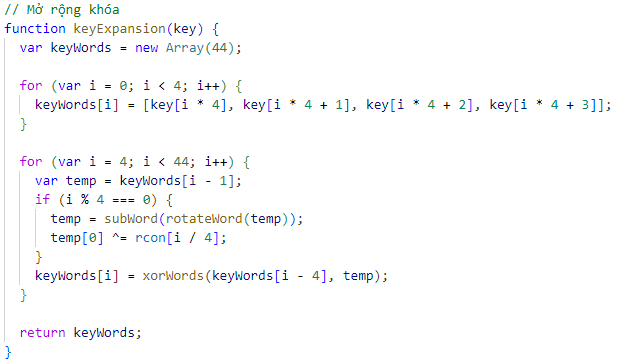 // Mở rộng khóa
function keyExpansion(key) {
  var keyWords = new Array(44);

  for (var i = 0; i < 4; i++) {
    keyWords[i] = [key[i * 4], key[i * 4 + 1], key[i * 4 + 2], key[i * 4 + 3]];
  }

  for (var i = 4; i < 44; i++) {
    var temp = keyWords[i - 1];
    if (i % 4 === 0) {
      temp = subWord(rotateWord(temp));
      temp[0] ^= rcon[i / 4];
    }
    keyWords[i] = xorWords(keyWords[i - 4], temp);
  }

  return keyWords;
}